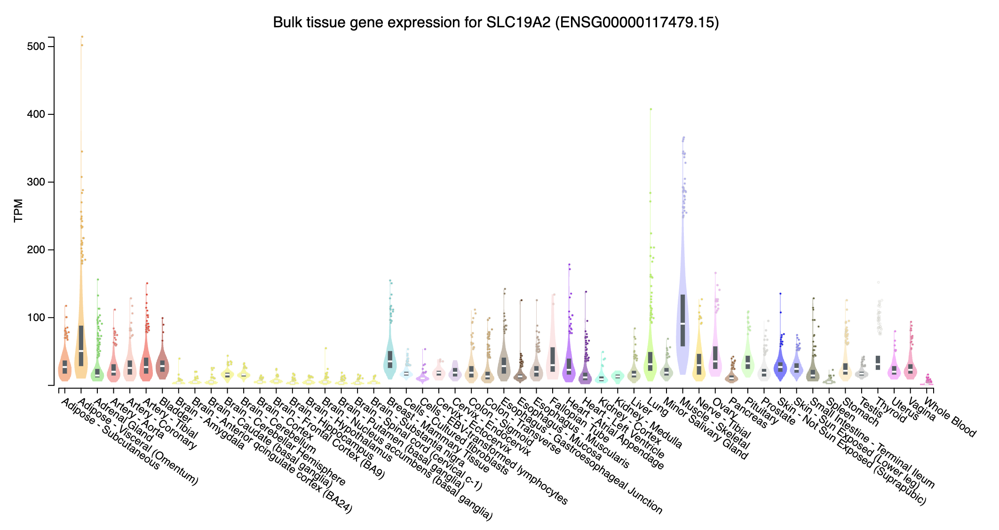 Bulk tissue gene expression for SLC19A2 (ENSG00000117479.15)
500
400
300
200
100
TPM
Adipose - Subcutaneous
Adipose - Visceral (Omentum)
Adrenal Gland
Artery - Aorta
Artery - Coronary
Artery - Tibial
Bladder
Brain - Amygdala
Brain - Anterior cingulate cortex (BA24)
Brain - Caudate (basal ganglia)
Brain - Cerebellar Hemisphere
Brain - Cerebellum
Brain - Cortex
Brain - Frontal Cortex (BA9)
Brain - Hippocampus
Brain - Hypothalamus
Brain - Nucleus accumbens (basal ganglia)
Brain - Putamen (basal ganglia)
Brain - Spinal cord (cervical c-1)
Brain - Substantia nigra
Breast - Mammary Tissue
Cells - Cultured fibroblasts
Cells - EBV-transformed lymphocytes
Cervix - Ectocervix
Cervix - Endocervix
Colon - Sigmoid
Colon - Transverse
Esophagus - Gastroesophageal Junction
Esophagus - Mucosa
Esophagus - Muscularis
Fallopian Tube
Heart - Atrial Appendage
Heart - Left Ventricle
Kidney - Cortex
Kidney - Medulla
Liver
Lung
Minor Salivary Gland
Muscle - Skeletal
Nerve - Tibial
Ovary
Pancreas
Pituitary
Prostate
Skin - Not Sun Exposed (Suprapubic)
Skin - Sun Exposed (Lower leg)
Small Intestine - Terminal Ileum
Spleen
Stomach
Testis
Thyroid
Uterus
Vagina
Whole Blood